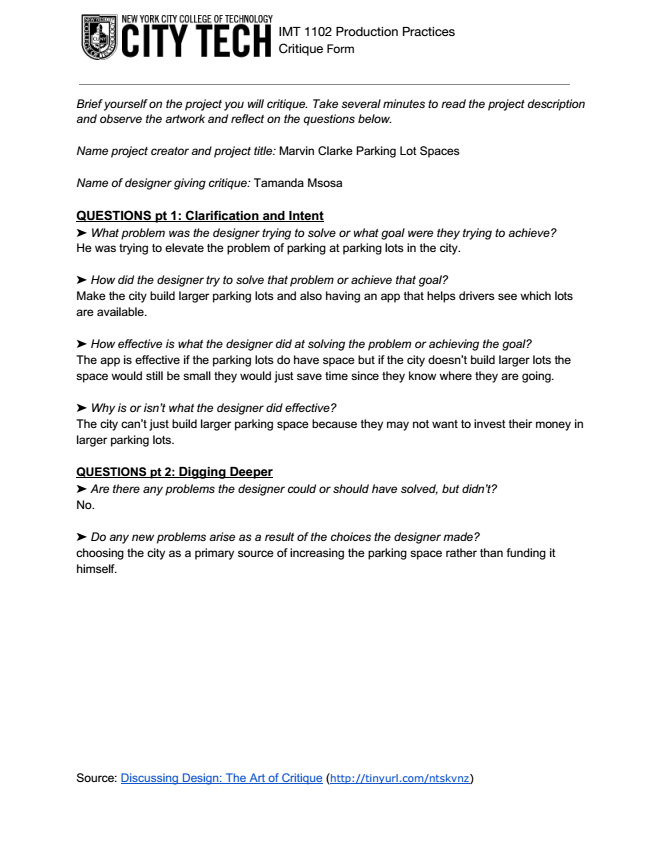 NEW YORK CITY COLLEGE OF TECHNOLOGY
CITY TECH
IMT 1102 Production Practices
Critique Form
Brief yourself on the project you will critique. Take several minutes to read the project description
and observe the artwork and reflect on the questions below.
Name project creator and project title: Marvin Clarke Parking Lot Spaces
Name of designer giving critique: Tamanda Msosa
QUESTIONS pt 1: Clarification and Intent
➤ What problem was the designer trying to solve or what goal were they trying to achieve?
He was trying to elevate the problem of parking at parking lots in the city.
➤ How did the designer try to solve that problem or achieve that goal?
Make the city build larger parking lots and also having an app that helps drivers see which lots
are available.
➤ How effective is what the designer did at solving the problem or achieving the goal?
The app is effective if the parking lots do have space but if the city doesn’t build larger lots the
space would still be small they would just save time since they know where they are going.
➤ Why is or isn’t what the designer did effective?
The city can’t just build larger parking space because they may not want to invest their money in
larger parking lots.
QUESTIONS pt 2: Digging Deeper
➤ Are there any problems the designer could or should have solved, but didn’t?
No.
➤ Do any new problems arise as a result of the choices the designer made?
choosing the city as a primary source of increasing the parking space rather than funding it
himself.
Source: Discussing Design: The Art of Critique (http://tinyurl.com/ntskvnz)